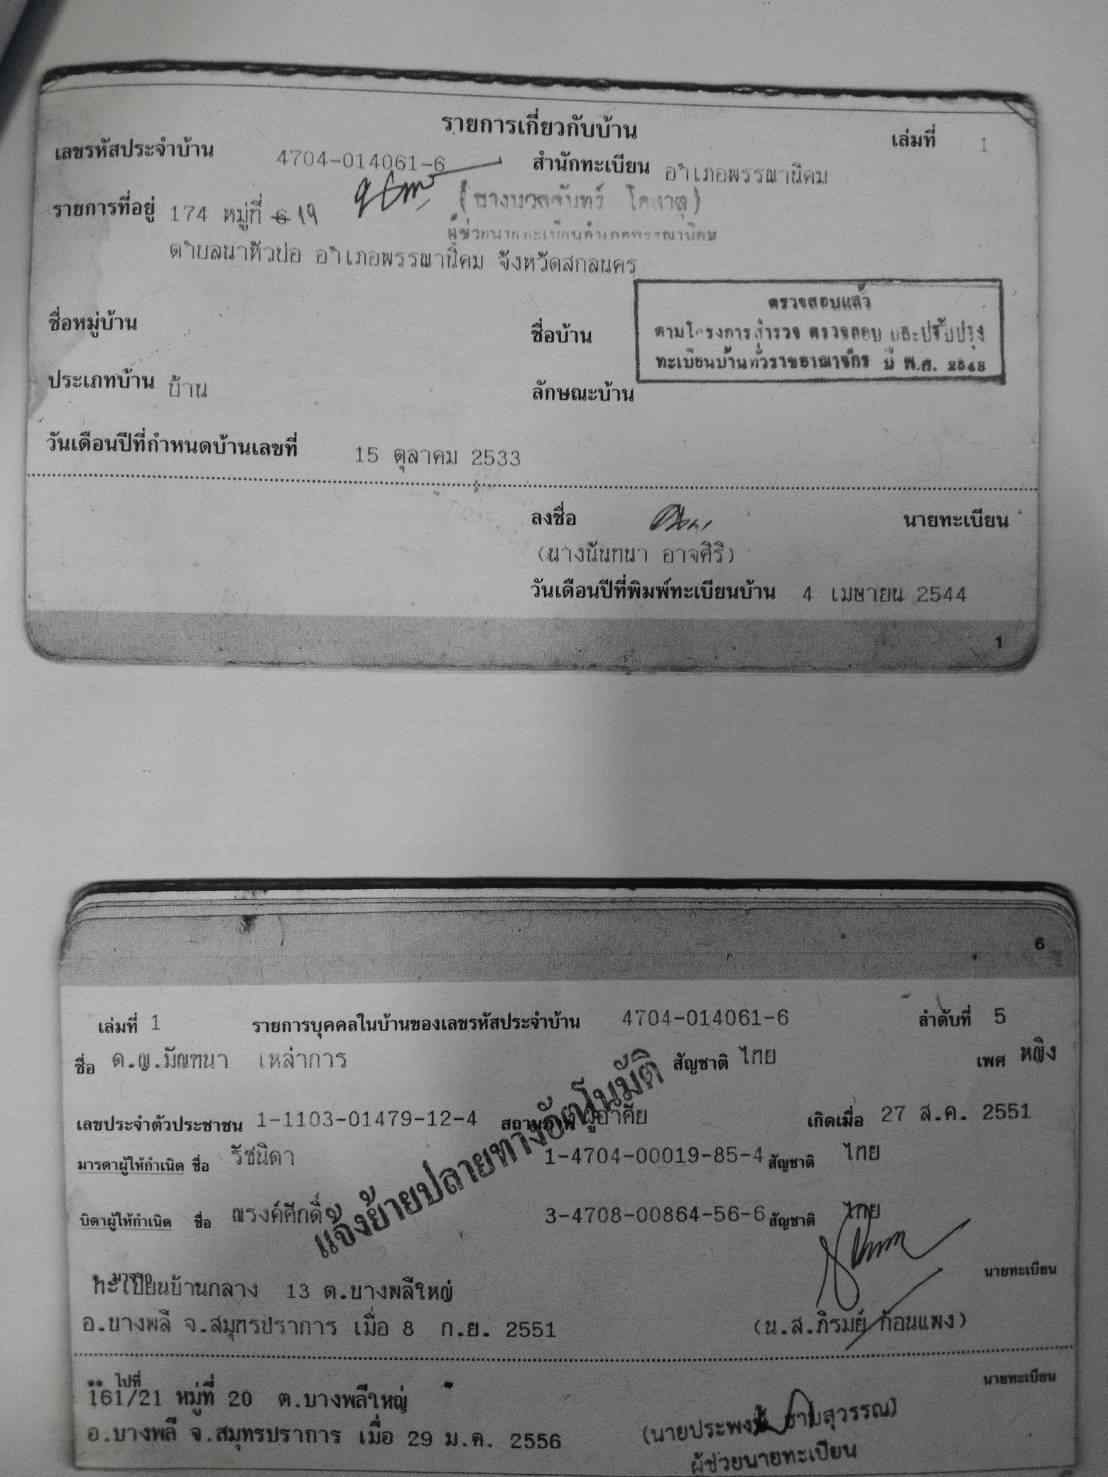 รายการเกี่ยวกับบ้าน เล่มที่ 1
เลขรหัสประจำบ้าน 4704-014061-6 สำนักทะเบียน อำเภอพรรณานิคม
รายการที่อยู่ 174 หมู่ที่ 6 19 (นางนวลจันทร์
ผู้ช่วยนายทะเบียนอำเภอพรรณานิคม
ตำบลนาหัวบ่อ อำเภอพรรณานิคม จังหวัดสกลนคร
ชื่อหมู่บ้าน ชื่อบ้าน
ตรวจสอบแล้ว
ตามโครงการสำรวจ ตรวจสอบ และปรับปรุง
ทะเบียนบ้านทั่วราชอาณาจักร ปี พ.ศ. 2548
ประเภทบ้าน บ้าน ลักษณะบ้าน
วันเดือนปีที่กำหนดบ้านเลขที่ 15 ตุลาคม 2533
ลงชื่อ นายทะเบียน
(นางนันทนา อาจศิริ)
วันเดือนปีที่พิมพ์ทะเบียนบ้าน 4 เมษายน 2544
1
6
เล่มที่ 1 รายการบุคคลในบ้านของเลขรหัสประจำบ้าน 4704-014061-6 ลำดับที่ 5
ชื่อ ด.ญ.มัณฑนา เหล่าการ สัญชาติ ไทย เพศ หญิง
เลขประจำตัวประชาชน 1-1103-01479-12-4 สถานภาพ ผู้อาศัย เกิดเมื่อ 27 ส.ค. 2551
มารดาผู้ให้กำเนิด ชื่อ รัชนิดา 1-4704-00019-85-4 สัญชาติ ไทย
บิดาผู้ให้กำเนิด ชื่อ ณรงค์ศักดิ์ 3-4708-00864-56-6 สัญชาติ ไทย
แจ้งย้ายปลายทางอัตโนมัติ
ทะเบียนบ้านกลาง 13 ต.บางพลีใหญ่ นายทะเบียน
อ.บางพลี จ.สมุทรปราการ เมื่อ 8 ก.ย. 2551 (น.ส.ภิรมย์ ก้อนแพง)
** ไปที่ นายทะเบียน
161/21 หมู่ที่ 20 ต.บางพลีใหญ่
อ.บางพลี จ.สมุทรปราการ เมื่อ 29 ม.ค. 2556
ผู้ช่วยนายทะเบียน